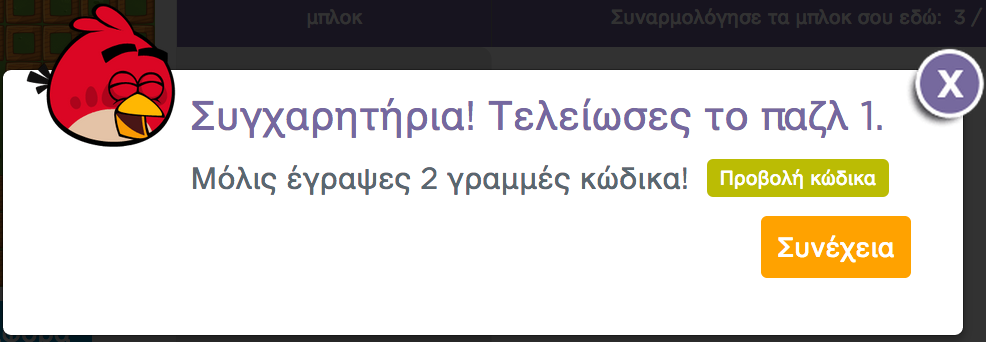 μπλοκ
Συναρμολόγησε τα μπλοκ σου εδώ: 3 /
X
Συγχαρητήρια! Τελείωσες το παζλ 1.
Μόλις έγραψες 2 γραμμές κώδικα! Προβολή κώδικα
Συνέχεια